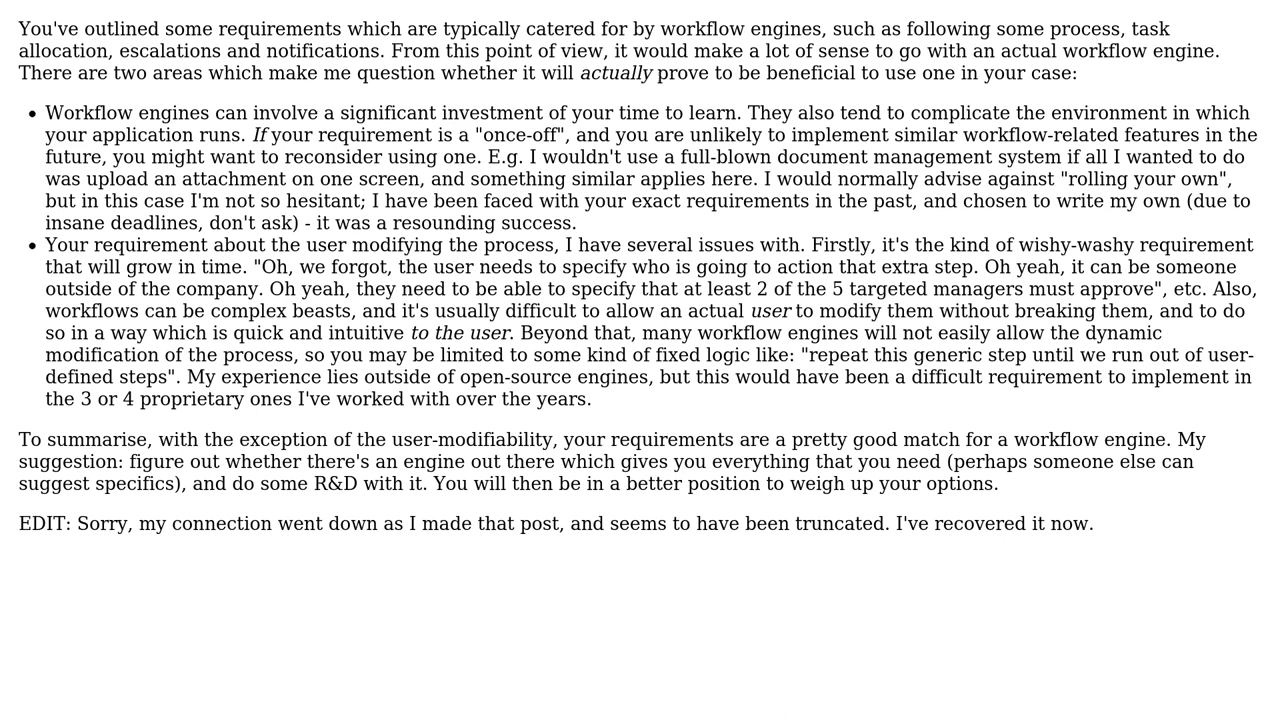 You've outlined some requirements which are typically catered for by workflow engines, such as following some process, task
allocation, escalations and notifications. From this point of view, it would make a lot of sense to go with an actual workflow engine.
There are two areas which make me question whether it will actually prove to be beneficial to use one in your case:
• Workflow engines can involve a significant investment of your time to learn. They also tend to complicate the environment in which
your application runs. If your requirement is a "once-off", and you are unlikely to implement similar workflow-related features in the
future, you might want to reconsider using one. E.g. I wouldn't use a full-blown document management system if all I wanted to do
was upload an attachment on one screen, and something similar applies here. I would normally advise against "rolling your own",
but in this case I'm not so hesitant; I have been faced with your exact requirements in the past, and chosen to write my own (due to
insane deadlines, don't ask) - it was a resounding success.
• Your requirement about the user modifying the process, I have several issues with. Firstly, it's the kind of wishy-washy requirement
that will grow in time. "Oh, we forgot, the user needs to specify who is going to action that extra step. Oh yeah, it can be someone
outside of the company. Oh yeah, they need to be able to specify that at least 2 of the 5 targeted managers must approve", etc. Also,
workflows can be complex beasts, and it's usually difficult to allow an actual user to modify them without breaking them, and to do
so in a way which is quick and intuitive to the user. Beyond that, many workflow engines will not easily allow the dynamic
modification of the process, so you may be limited to some kind of fixed logic like: "repeat this generic step until we run out of user-
defined steps". My experience lies outside of open-source engines, but this would have been a difficult requirement to implement in
the 3 or 4 proprietary ones I've worked with over the years.
To summarise, with the exception of the user-modifiability, your requirements are a pretty good match for a workflow engine. My
suggestion: figure out whether there's an engine out there which gives you everything that you need (perhaps someone else can
suggest specifics), and do some R&D with it. You will then be in a better position to weigh up your options.
EDIT: Sorry, my connection went down as I made that post, and seems to have been truncated. I've recovered it now.